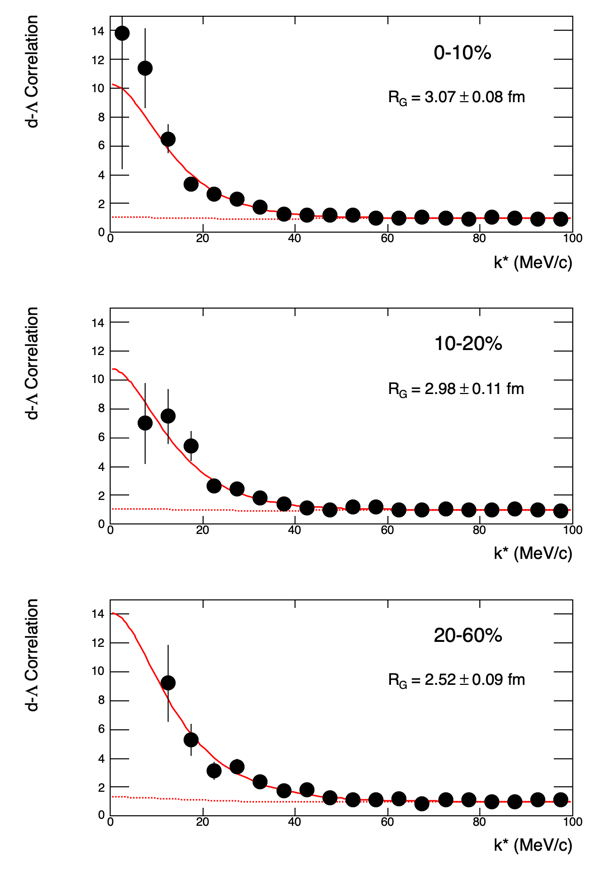 d-Λ Correlation
14
12
10
8
6
4
2
0
0-10%
R_G = 3.07 ± 0.08 fm
0 20 40 60 80 100
k* (MeV/c)
d-Λ Correlation
14
12
10
8
6
4
2
0
10-20%
R_G = 2.98 ± 0.11 fm
0 20 40 60 80 100
k* (MeV/c)
d-Λ Correlation
14
12
10
8
6
4
2
0
20-60%
R_G = 2.52 ± 0.09 fm
0 20 40 60 80 100
k* (MeV/c)